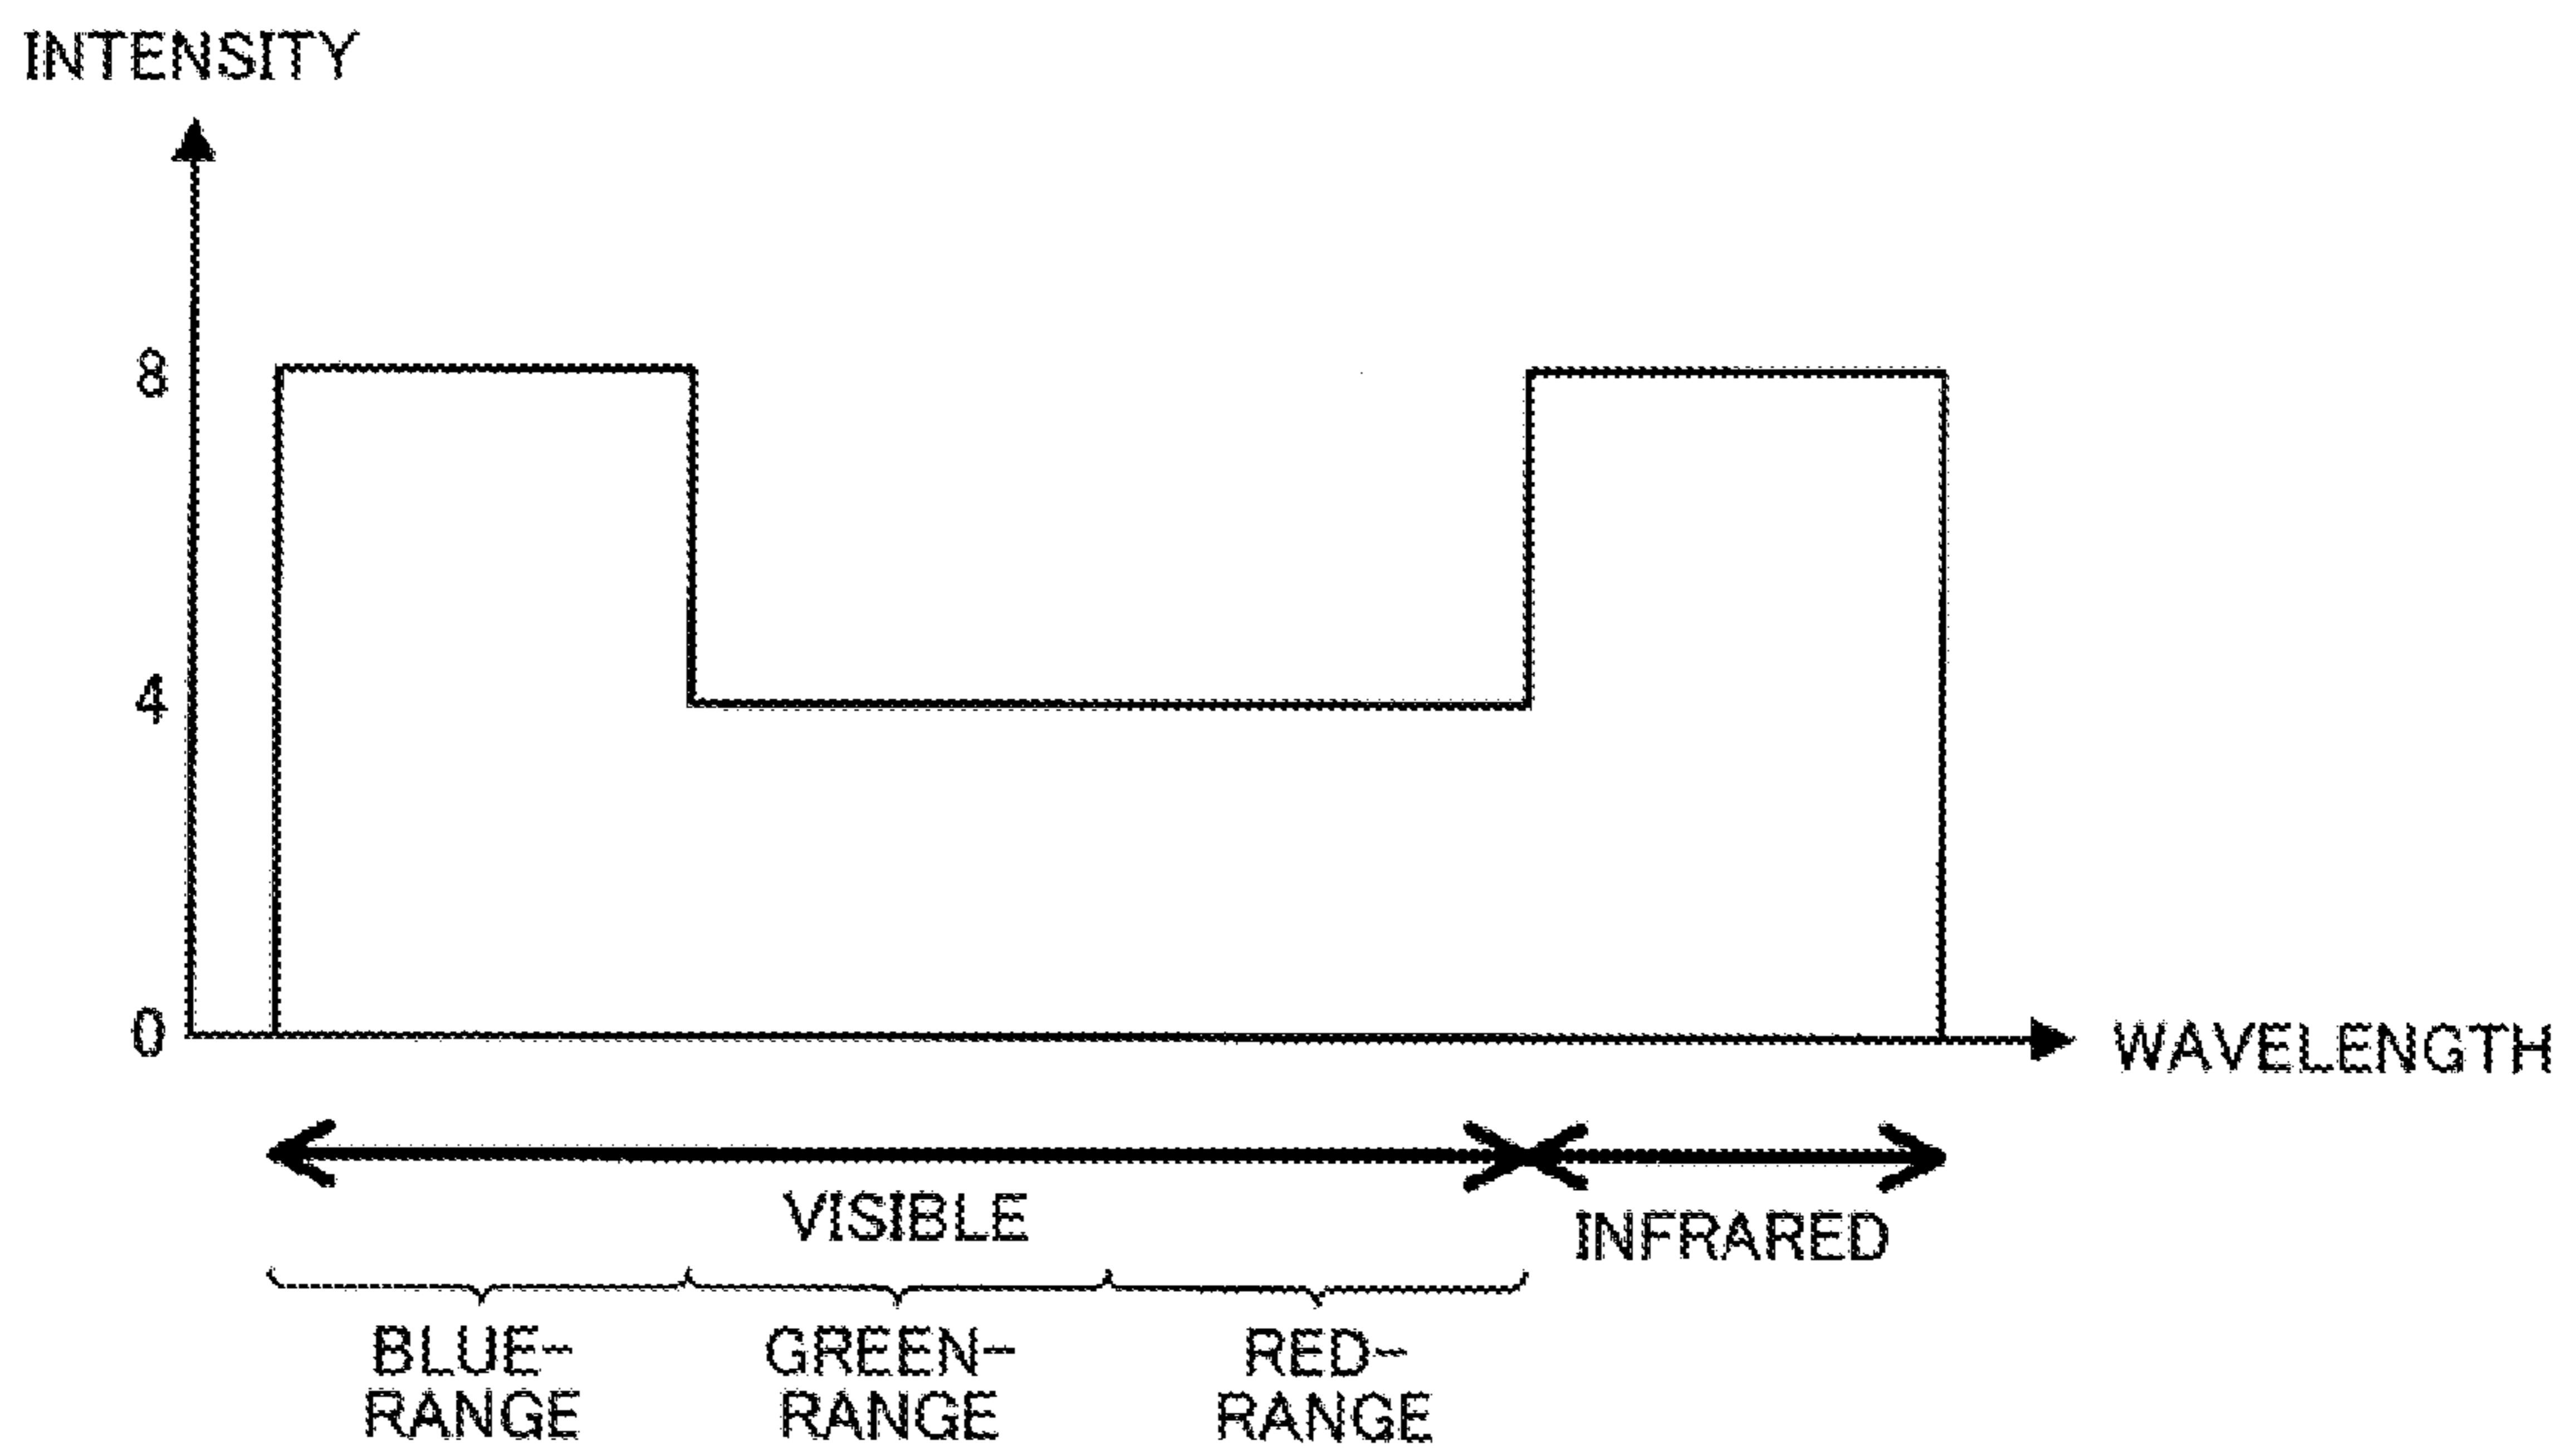 INTENSITY
8
4
0
WAVELENGTH
VISIBLE
INFRARED
BLUE-
RANGE
GREEN-
RANGE
RED-
RANGE